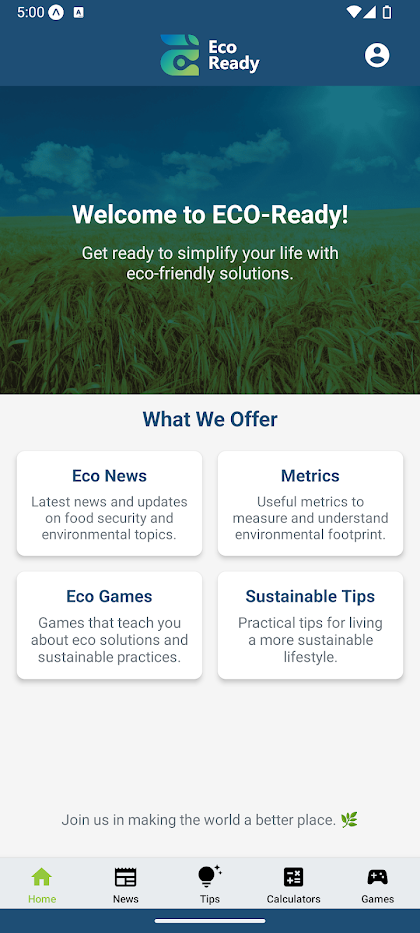 5:00
Eco
Ready
Welcome to ECO-Ready!
Get ready to simplify your life with
eco-friendly solutions.
What We Offer
Eco News
Latest news and updates
on food security and
environmental topics.
Metrics
Useful metrics to
measure and understand
environmental footprint.
Eco Games
Games that teach you
about eco solutions and
sustainable practices.
Sustainable Tips
Practical tips for living
a more sustainable
lifestyle.
Join us in making the world a better place. 🌿
Home
News
Tips
Calculators
Games